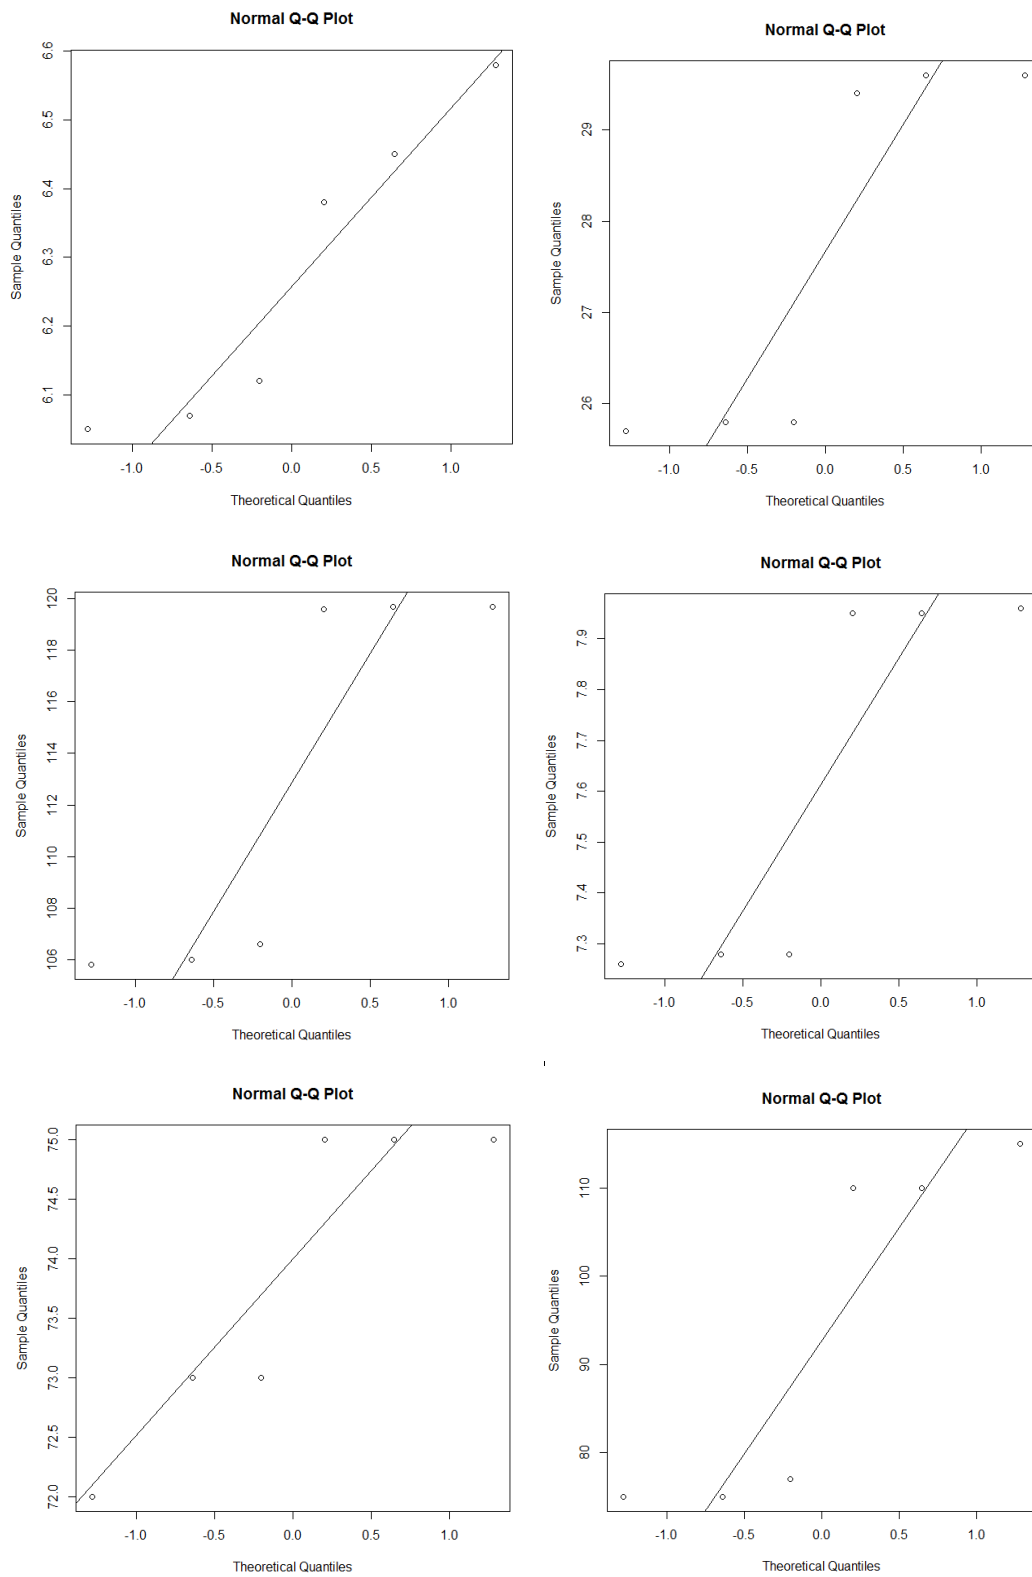 Normal Q-Q Plot
Sample Quantiles
6.6
6.5
6.4
6.3
6.2
6.1
-1.0 -0.5 0.0 0.5 1.0
Theoretical Quantiles
Normal Q-Q Plot
Sample Quantiles
29
28
27
26
-1.0 -0.5 0.0 0.5 1.0
Theoretical Quantiles
Normal Q-Q Plot
Sample Quantiles
120
118
116
114
112
110
108
106
-1.0 -0.5 0.0 0.5 1.0
Theoretical Quantiles
Normal Q-Q Plot
Sample Quantiles
7.9
7.8
7.7
7.6
7.5
7.4
7.3
-1.0 -0.5 0.0 0.5 1.0
Theoretical Quantiles
Normal Q-Q Plot
Sample Quantiles
75.0
74.5
74.0
73.5
73.0
72.5
72.0
-1.0 -0.5 0.0 0.5 1.0
Theoretical Quantiles
Normal Q-Q Plot
Sample Quantiles
110
100
90
80
-1.0 -0.5 0.0 0.5 1.0
Theoretical Quantiles